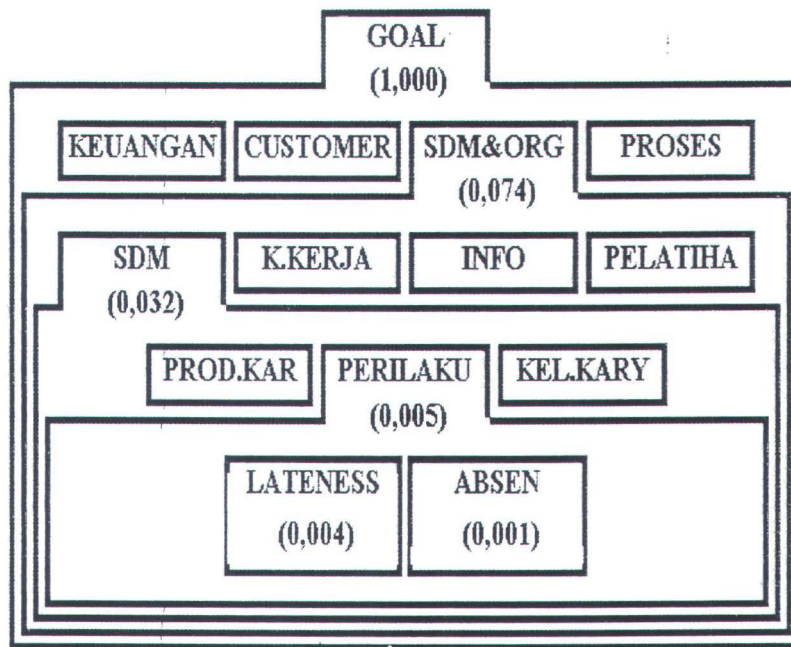 GOAL
(1,000)
KEUANGAN CUSTOMER SDM&ORG PROSES
(0,074)
SDM K.KERJA INFO PELATIHA
(0,032)
PROD.KAR PERILAKU KEL.KARY
(0,005)
LATENESS ABSEN
(0,004) (0,001)